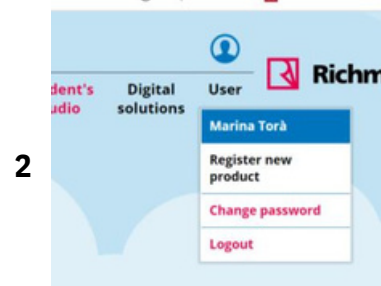 dent's
udio
Digital
solutions
User
Richm
Marina Torà
Register new
product
Change password
Logout
2